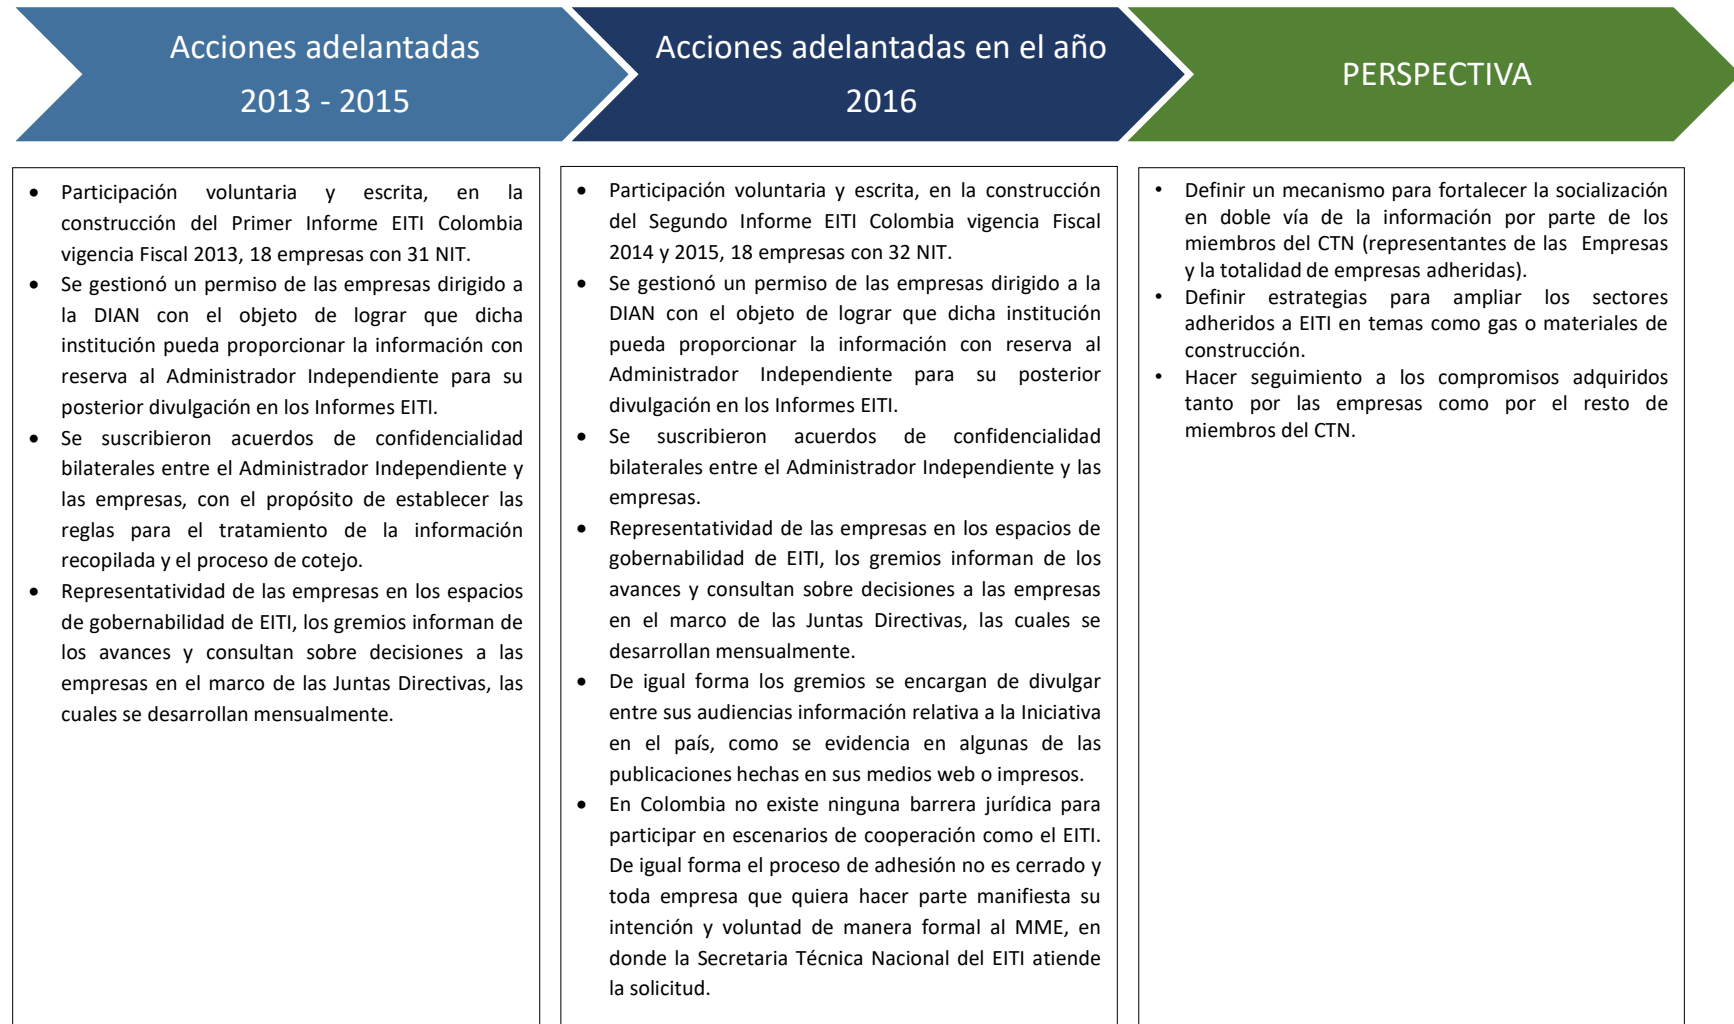 Acciones adelantadas
2013 - 2015
Acciones adelantadas en el año
2016
PERSPECTIVA
• Participación voluntaria y escrita, en la
construcción del Primer Informe EITI Colombia
vigencia Fiscal 2013, 18 empresas con 31 NIT.
• Se gestionó un permiso de las empresas dirigido a
la DIAN con el objeto de lograr que dicha
institución pueda proporcionar la información con
reserva al Administrador Independiente para su
posterior divulgación en los Informes EITI.
• Se suscribieron acuerdos de confidencialidad
bilaterales entre el Administrador Independiente y
las empresas, con el propósito de establecer las
reglas para el tratamiento de la información
recopilada y el proceso de cotejo.
• Representatividad de las empresas en los espacios
de gobernabilidad de EITI, los gremios informan de
los avances y consultan sobre decisiones a las
empresas en el marco de las Juntas Directivas, las
cuales se desarrollan mensualmente.
• Participación voluntaria y escrita, en la construcción
del Segundo Informe EITI Colombia vigencia Fiscal
2014 y 2015, 18 empresas con 32 NIT.
• Se gestionó un permiso de las empresas dirigido a la
DIAN con el objeto de lograr que dicha institución
pueda proporcionar la información con reserva al
Administrador Independiente para su posterior
divulgación en los Informes EITI.
• Se suscribieron acuerdos de confidencialidad
bilaterales entre el Administrador Independiente y las
empresas.
• Representatividad de las empresas en los espacios de
gobernabilidad de EITI, los gremios informan de los
avances y consultan sobre decisiones a las empresas
en el marco de las Juntas Directivas, las cuales se
desarrollan mensualmente.
• De igual forma los gremios se encargan de divulgar
entre sus audiencias información relativa a la Iniciativa
en el país, como se evidencia en algunas de las
publicaciones hechas en sus medios web o impresos.
• En Colombia no existe ninguna barrera jurídica para
participar en escenarios de cooperación como el EITI.
De igual forma el proceso de adhesión no es cerrado y
toda empresa que quiera hacer parte manifiesta su
intención y voluntad de manera formal al MME, en
donde la Secretaria Técnica Nacional del EITI atiende
la solicitud.
• Definir un mecanismo para fortalecer la socialización
en doble vía de la información por parte de los
miembros del CTN (representantes de las Empresas
y la totalidad de empresas adheridas).
• Definir estrategias para ampliar los sectores
adheridos a EITI en temas como gas o materiales de
construcción.
• Hacer seguimiento a los compromisos adquiridos
tanto por las empresas como por el resto de
miembros del CTN.